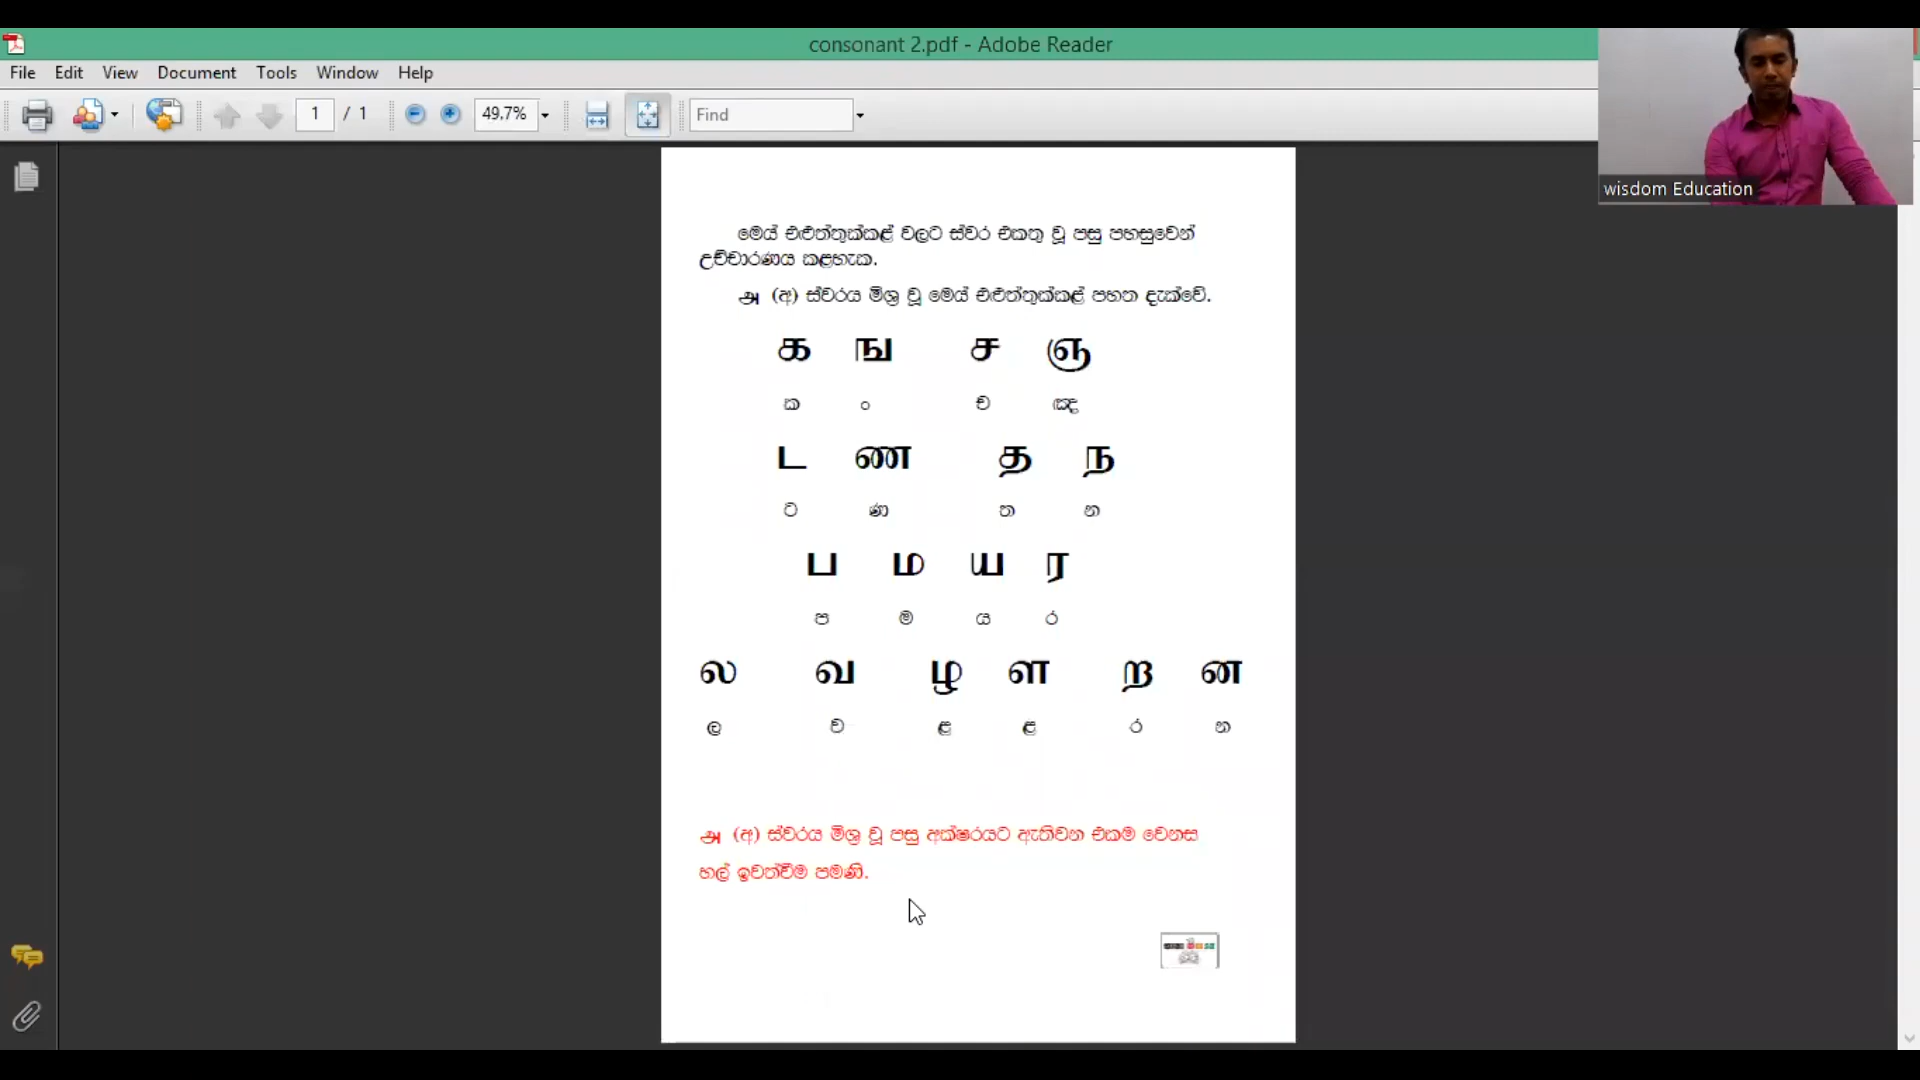 consonant 2.pdf - Adobe Reader
File Edit View Document Tools Window Help
1 / 1 49.7% Find
wisdom Education
මෙය් එළුත්තුක්කළ් වලට ස්වර එකතු වූ පසු පහසුවෙන්
උච්චාරණය කළහැක.
அ (අ) ස්වරය මිශ්‍ර වූ මෙය් එළුත්තුක්කළ් පහත දැක්වේ.
க ங ச ஞ
ක ං ච ඤ
ட ண த ந
ට ණ ත න
ப ம ய ர
ප ම ය ර
ல வ ழ ள ற ன
ල ව ළ ළ ර න
அ (අ) ස්වරය මිශ්‍ර වූ පසු අක්ෂරයට ඇතිවන එකම වෙනස
හල් ඉවත්වීම පමණි.